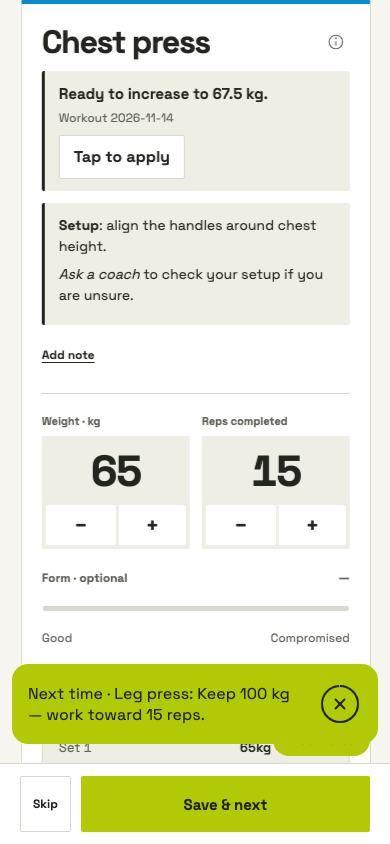 Chest press
Ready to increase to 67.5 kg.
Workout 2026-11-14
Tap to apply
Setup: align the handles around chest
height.
Ask a coach to check your setup if you
are unsure.
Add note
Weight · kg
Reps completed
65
15
− +
− +
Form · optional —
Good Compromised
Next time · Leg press: Keep 100 kg
— work toward 15 reps.
Set 1 65kg
Skip
Save & next